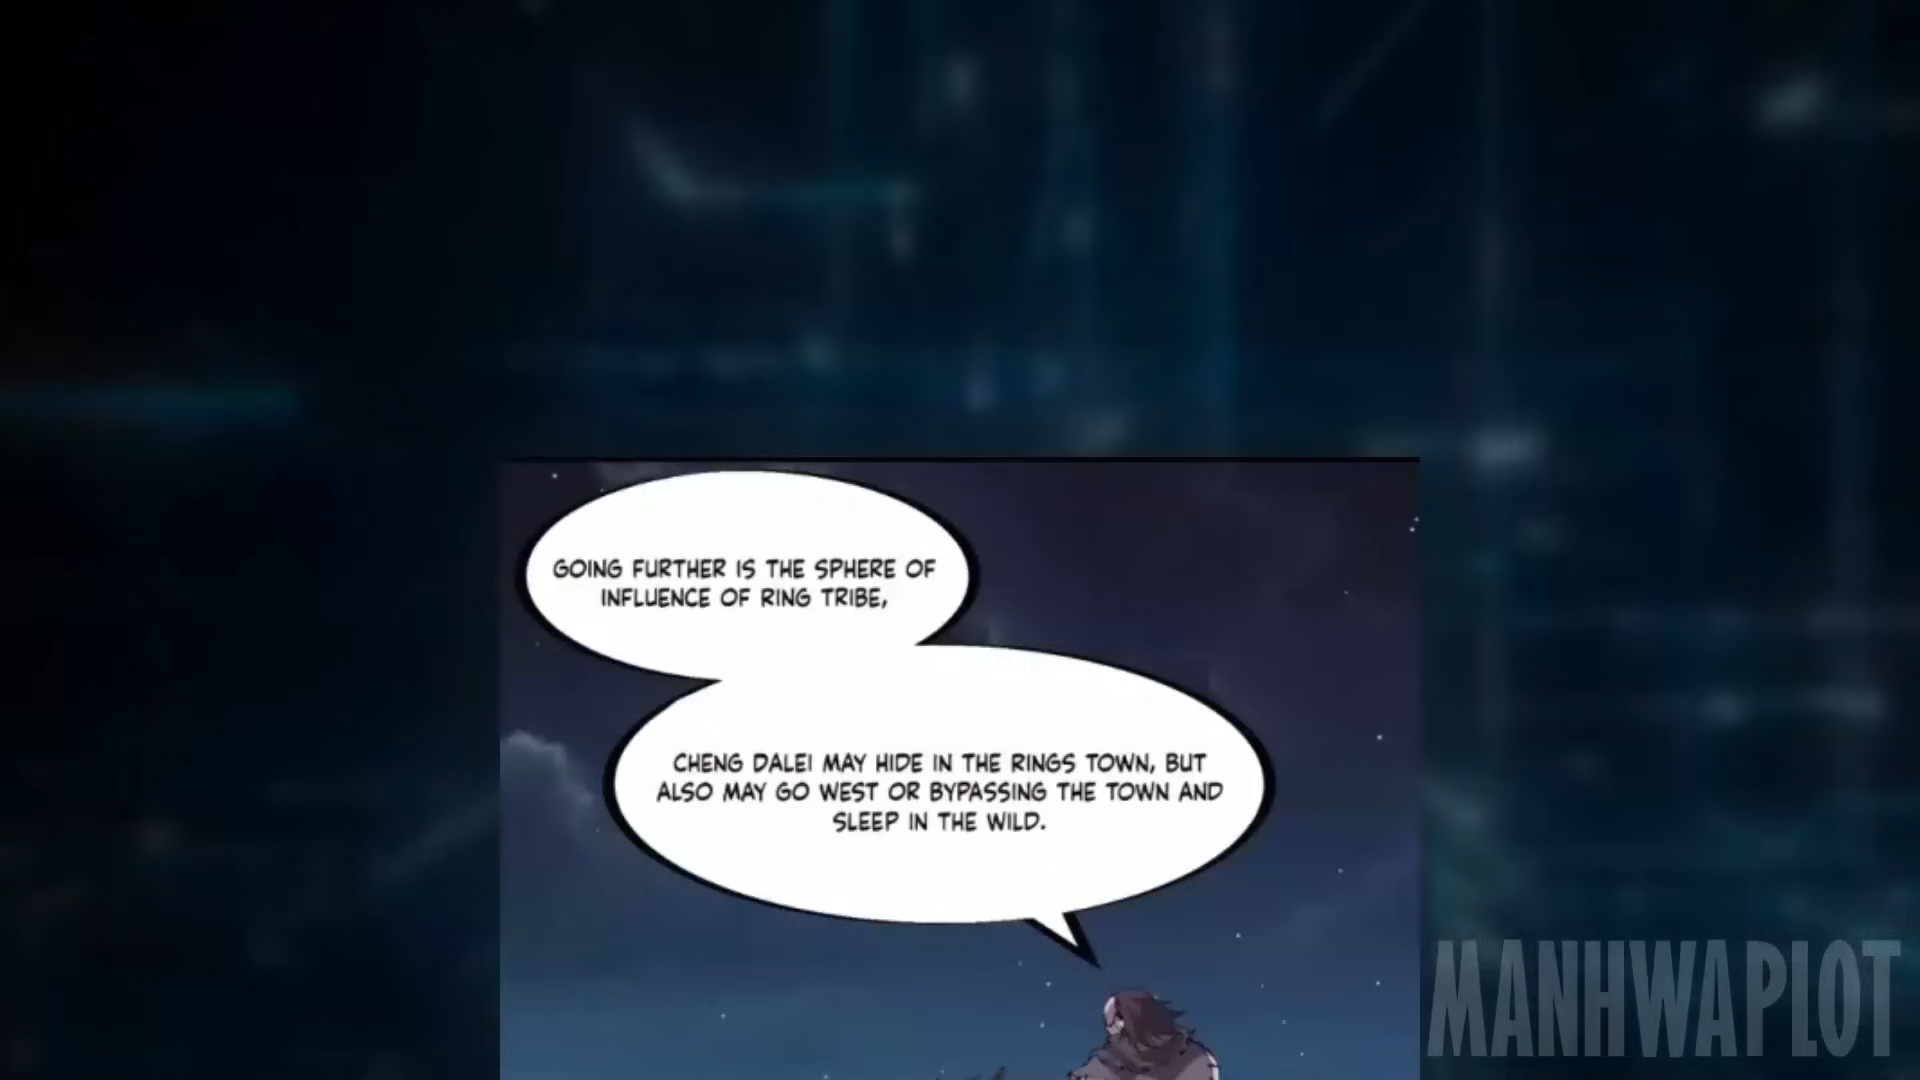 GOING FURTHER IS THE SPHERE OF
INFLUENCE OF RING TRIBE,
CHENG DALEI MAY HIDE IN THE RINGS TOWN, BUT
ALSO MAY GO WEST OR BYPASSING THE TOWN AND
SLEEP IN THE WILD.
MANHWAPLOT